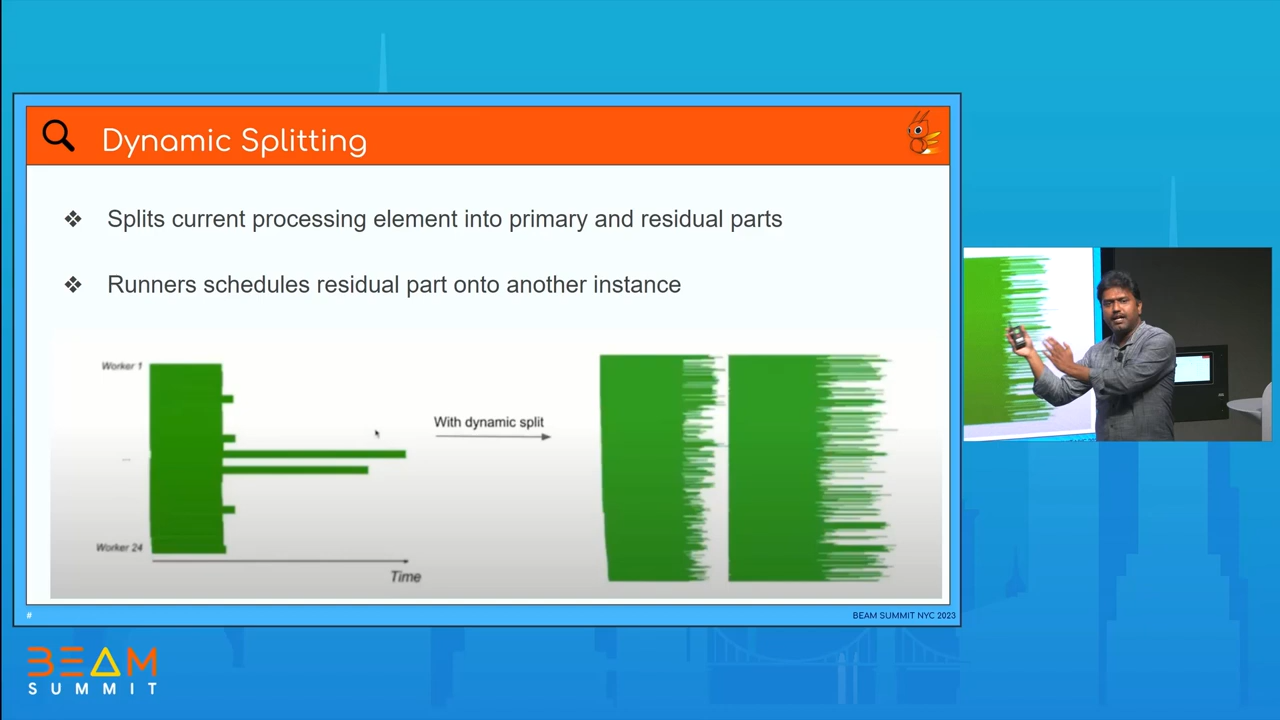 Dynamic Splitting
❖ Splits current processing element into primary and residual parts
❖ Runners schedules residual part onto another instance
Worker 1
With dynamic split
...
Worker 24
Time
#
BEAM SUMMIT NYC 2023
BEAM
SUMMIT